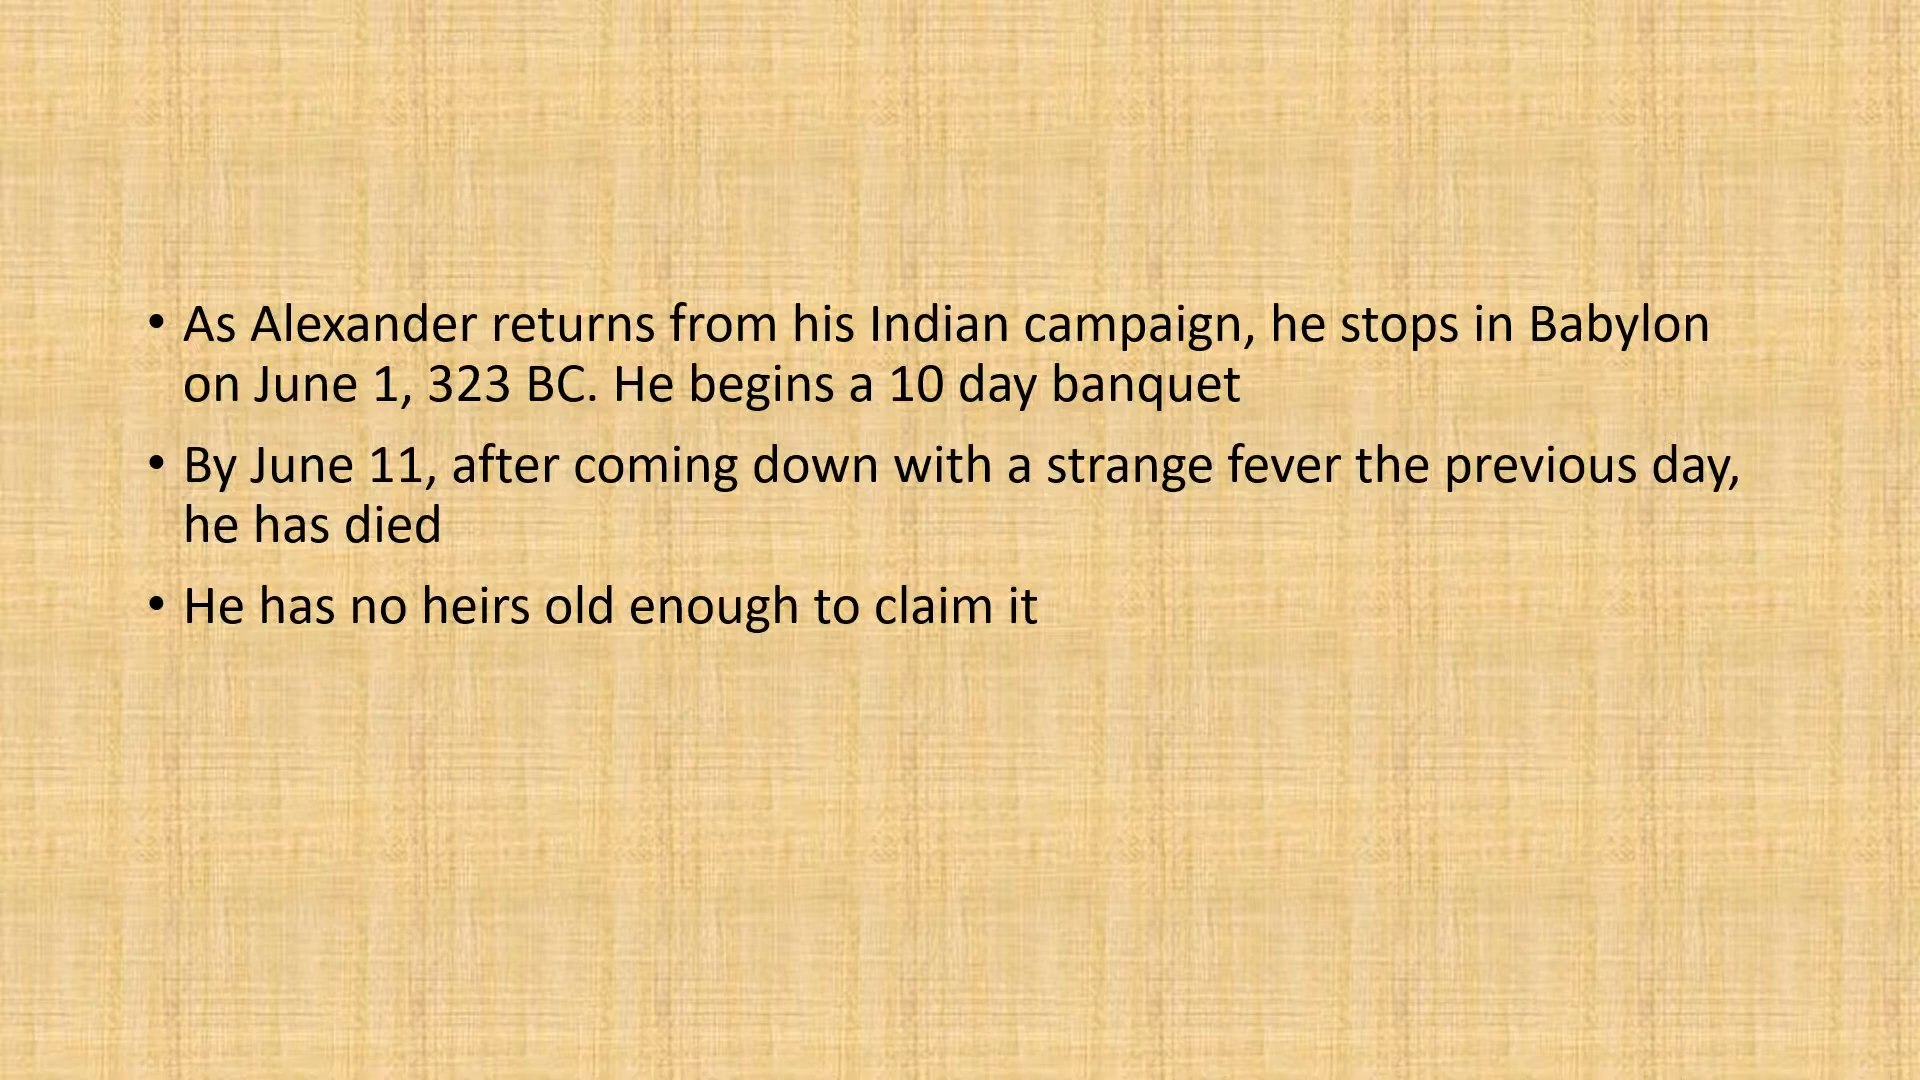 • As Alexander returns from his Indian campaign, he stops in Babylon
on June 1, 323 BC. He begins a 10 day banquet
• By June 11, after coming down with a strange fever the previous day,
he has died
• He has no heirs old enough to claim it